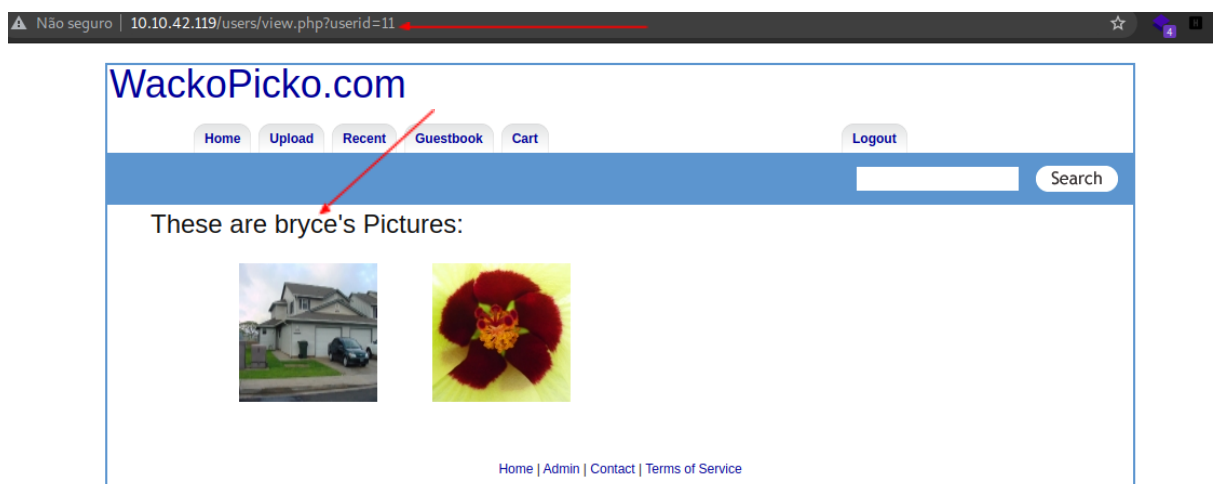 Não seguro | 10.10.42.119/users/view.php?userid=11
4
WackoPicko.com
Home Upload Recent Guestbook Cart Logout
Search
These are bryce's Pictures:
Home | Admin | Contact | Terms of Service